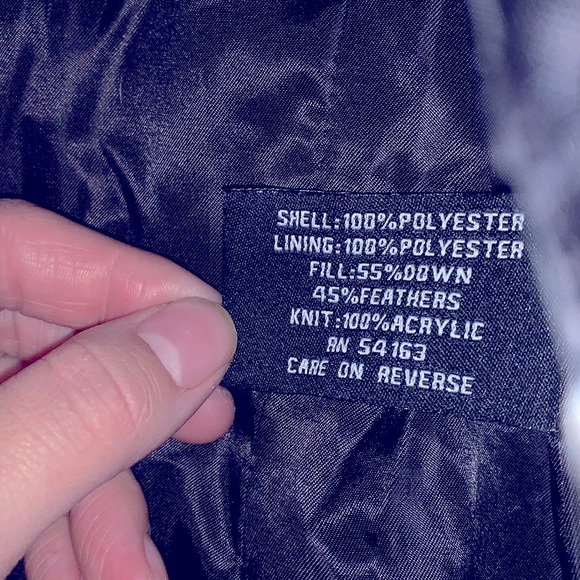 SHELL:100%POLYESTER
LINING:100%POLYESTER
FILL:55%DOWN
45%FEATHERS
KNIT:100%ACRYLIC
RN 54163
CARE ON REVERSE